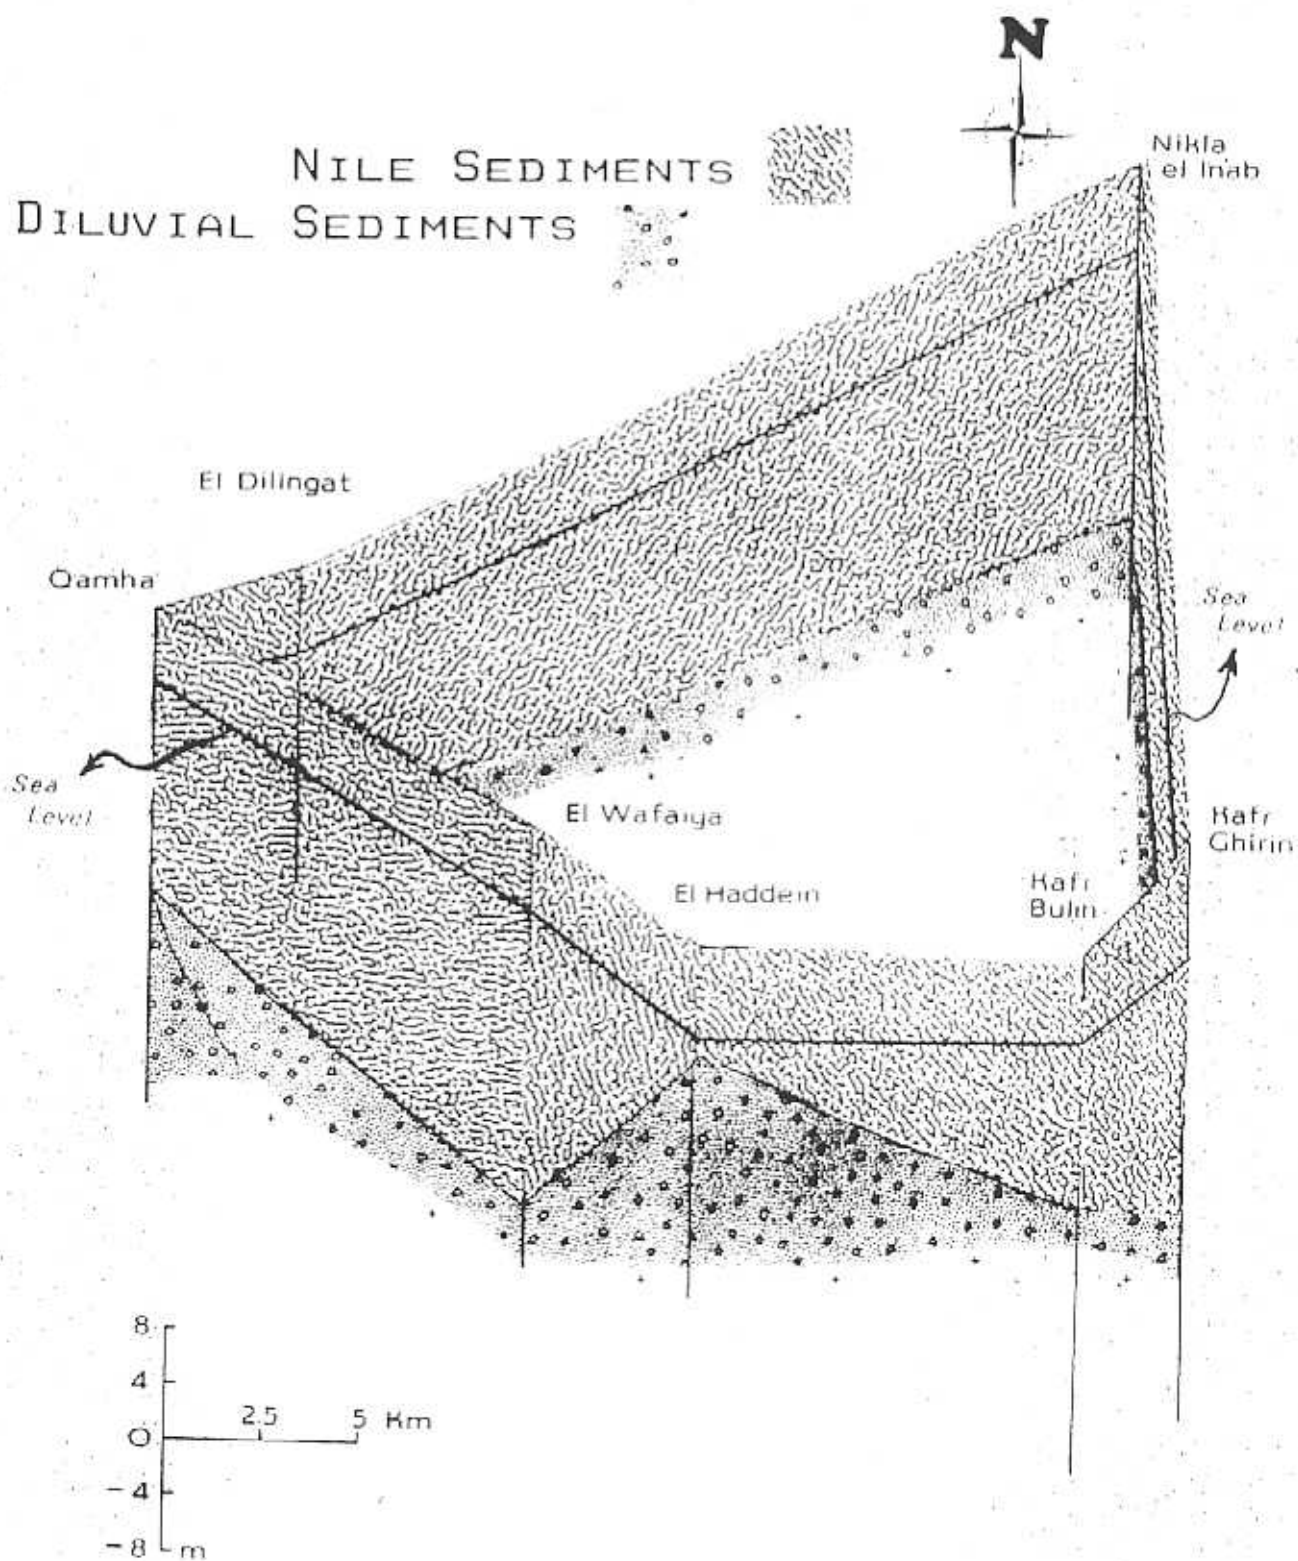 N
NILE SEDIMENTS
DILUVIAL SEDIMENTS
Nikla
el Inab
El Dilingat
Qamha
Sea
Level
Sea
Level
El Wafaiya
Kafr
Ghirin
El Haddein
Kafr
Bulin
8
4
0
-4
-8 m
2.5
5 Km